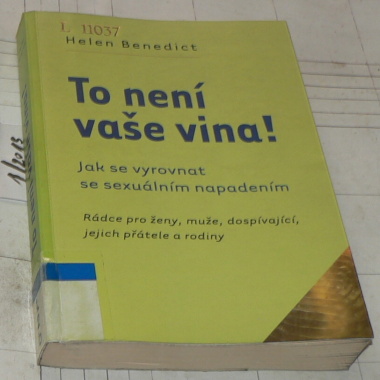 L 11037
Helen Benedict
To není
vaše vina!
Jak se vyrovnat
se sexuálním napadením
Rádce pro ženy, muže, dospívající,
jejich přátele a rodiny
1/2013